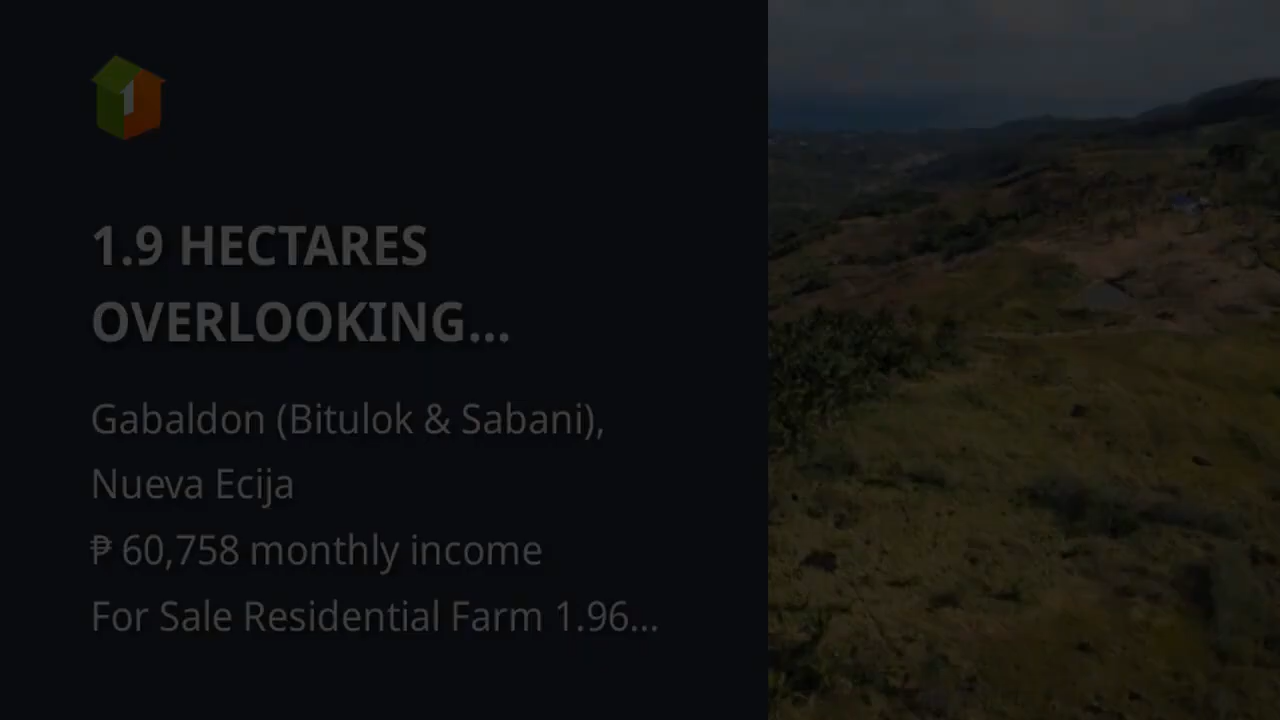 1.9 HECTARES
OVERLOOKING...
Gabaldon (Bitulok & Sabani),
Nueva Ecija
₱ 60,758 monthly income
For Sale Residential Farm 1.96...